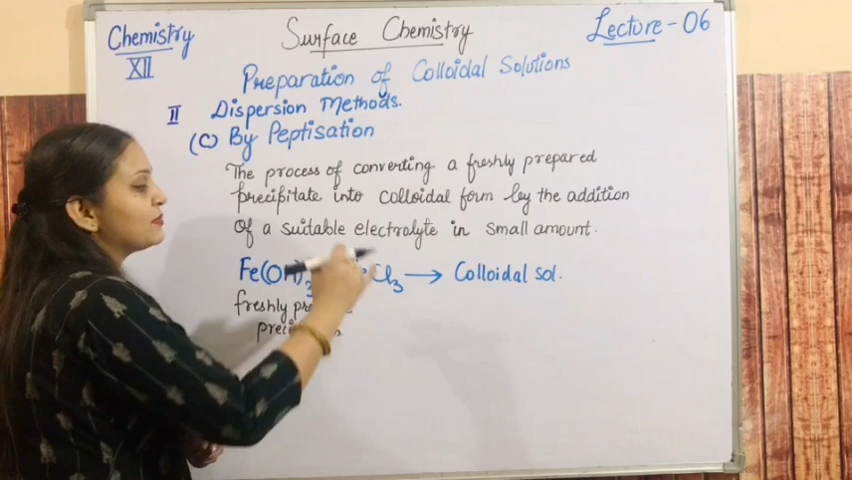 Chemistry
XII
Surface Chemistry
Lecture - 06
Preparation of Colloidal Solutions
II Dispersion Methods.
(C) By Peptisation
The process of converting a freshly prepared
precipitate into colloidal form by the addition
of a suitable electrolyte in small amount.
Fe(OH)3 Cl3 → Colloidal sol.
freshly